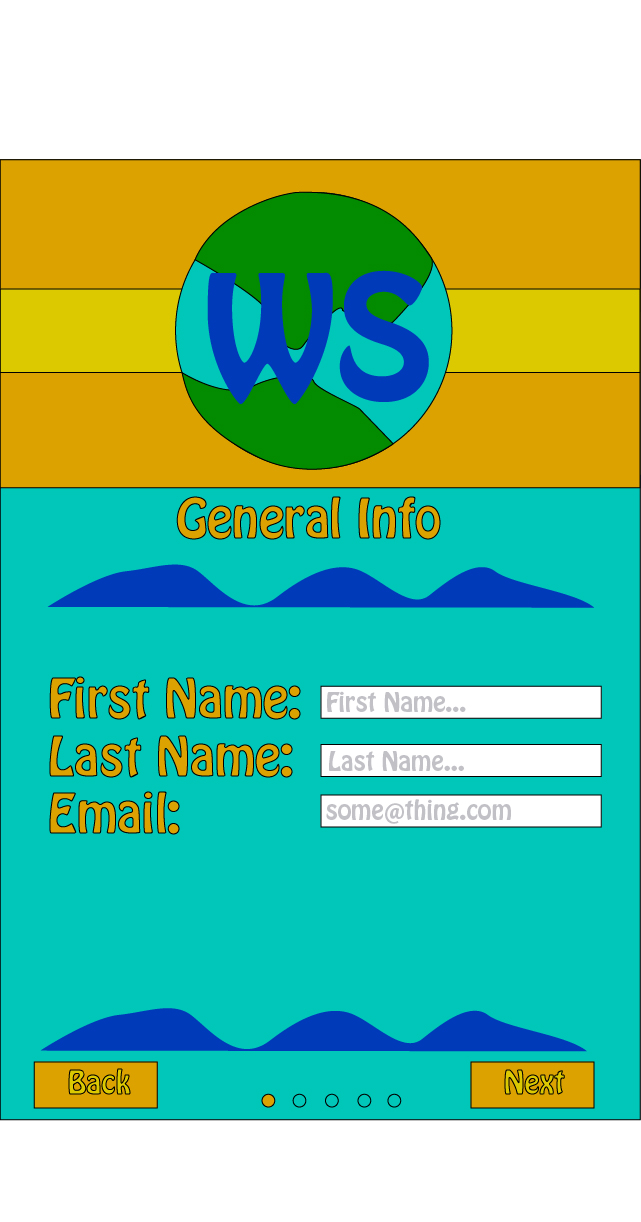 WS
General Info
First Name: First Name...
Last Name: Last Name...
Email: some@thing.com
Back Next